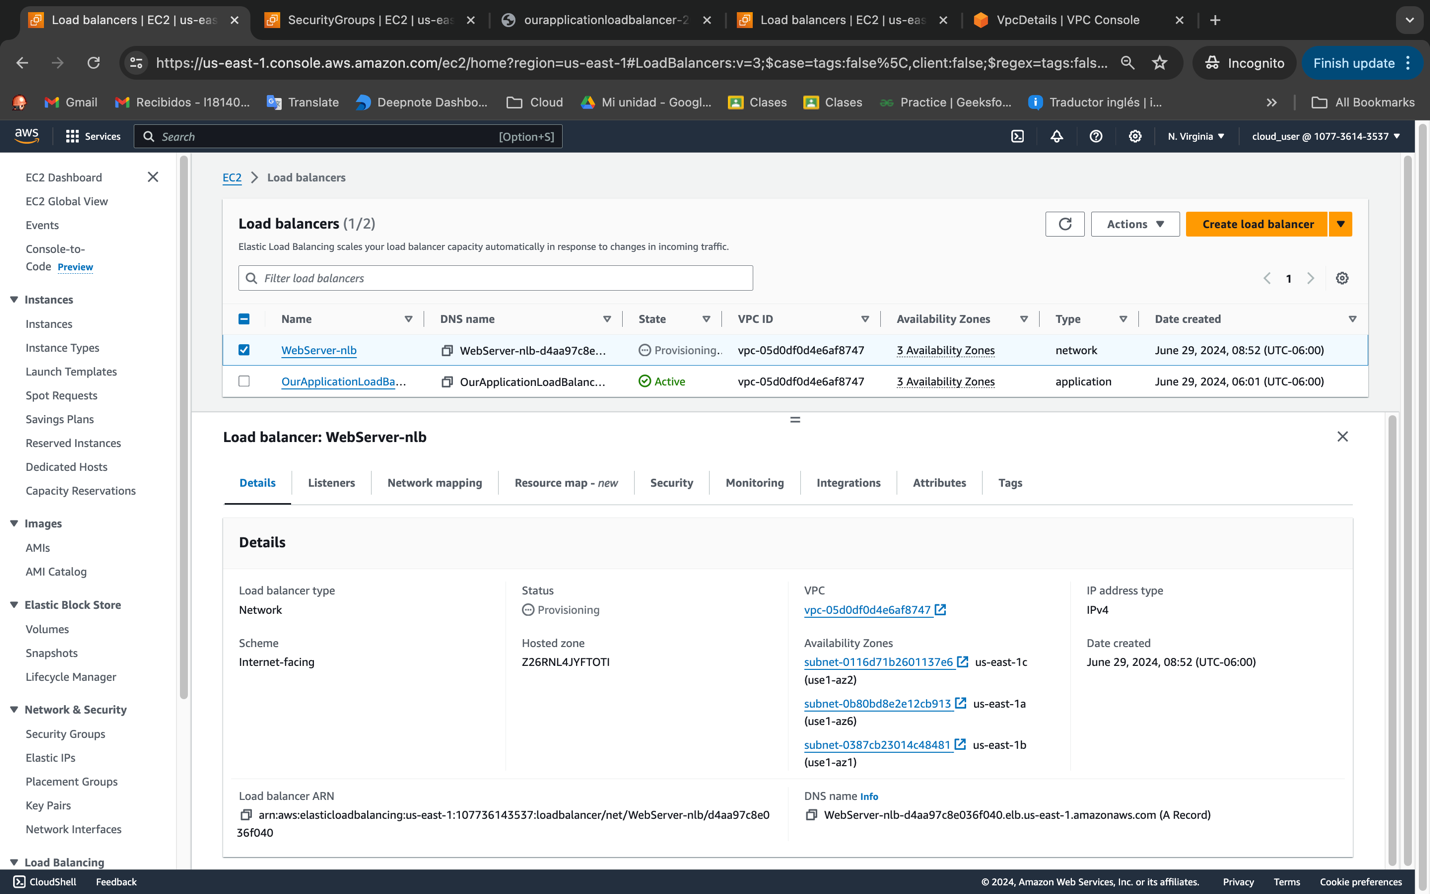 Load balancers | EC2 | us-eas
SecurityGroups | EC2 | us-eas
ourapplicationloadbalancer-2
Load balancers | EC2 | us-eas
VpcDetails | VPC Console
https://us-east-1.console.aws.amazon.com/ec2/home?region=us-east-1#LoadBalancers:v=3;$case=tags:false%5C,client:false;$regex=tags:fals...
Incognito
Finish update
Gmail
Recibidos - l18140...
Translate
Deepnote Dashbo...
Cloud
Mi unidad - Googl...
Clases
Clases
Practice | Geeksfo...
Traductor inglés | i...
All Bookmarks
aws
Services
Search
[Option+S]
N. Virginia
cloud_user @ 1077-3614-3537
EC2 Dashboard
EC2 Global View
Events
Console-to-
Code Preview
Instances
Instances
Instance Types
Launch Templates
Spot Requests
Savings Plans
Reserved Instances
Dedicated Hosts
Capacity Reservations
Images
AMIs
AMI Catalog
Elastic Block Store
Volumes
Snapshots
Lifecycle Manager
Network & Security
Security Groups
Elastic IPs
Placement Groups
Key Pairs
Network Interfaces
Load Balancing
EC2 > Load balancers
Load balancers (1/2)
Actions
Create load balancer
Elastic Load Balancing scales your load balancer capacity automatically in response to changes in incoming traffic.
Filter load balancers
1
Name DNS name State VPC ID Availability Zones Type Date created
WebServer-nlb WebServer-nlb-d4aa97c8e... Provisioning.. vpc-05d0df0d4e6af8747 3 Availability Zones network June 29, 2024, 08:52 (UTC-06:00)
OurApplicationLoadBa... OurApplicationLoadBalanc... Active vpc-05d0df0d4e6af8747 3 Availability Zones application June 29, 2024, 06:01 (UTC-06:00)
Load balancer: WebServer-nlb
Details Listeners Network mapping Resource map - new Security Monitoring Integrations Attributes Tags
Details
Load balancer type
Network
Status
Provisioning
VPC
vpc-05d0df0d4e6af8747
IP address type
IPv4
Scheme
Internet-facing
Hosted zone
Z26RNL4JYFTOTI
Availability Zones
subnet-0116d71b2601137e6 us-east-1c
(use1-az2)
subnet-0b80bd8e2e12cb913 us-east-1a
(use1-az6)
subnet-0387cb23014c48481 us-east-1b
(use1-az1)
Date created
June 29, 2024, 08:52 (UTC-06:00)
Load balancer ARN
arn:aws:elasticloadbalancing:us-east-1:107736143537:loadbalancer/net/WebServer-nlb/d4aa97c8e0
36f040
DNS name Info
WebServer-nlb-d4aa97c8e036f040.elb.us-east-1.amazonaws.com (A Record)
CloudShell
Feedback
© 2024, Amazon Web Services, Inc. or its affiliates.
Privacy
Terms
Cookie preferences